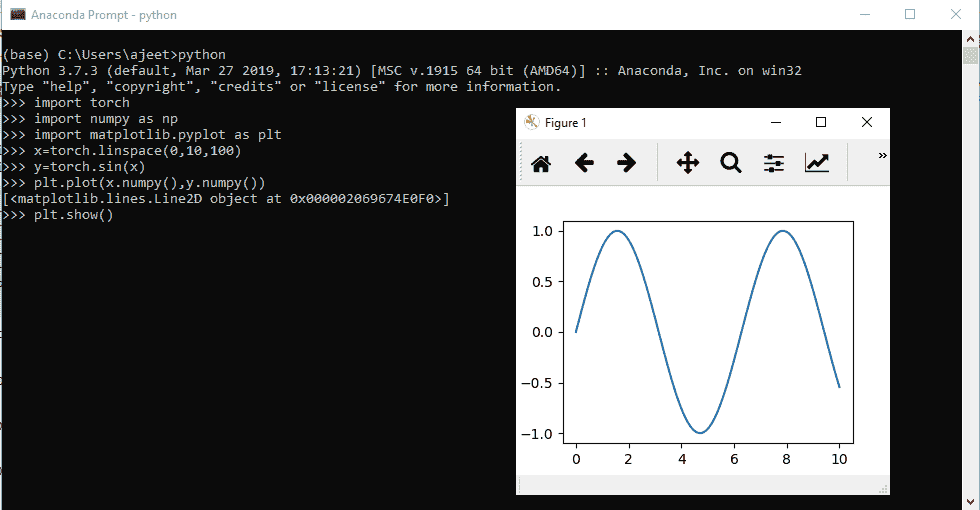 Anaconda Prompt - python
(base) C:\Users\ajeet>python
Python 3.7.3 (default, Mar 27 2019, 17:13:21) [MSC v.1915 64 bit (AMD64)] :: Anaconda, Inc. on win32
Type "help", "copyright", "credits" or "license" for more information.
>>> import torch
>>> import numpy as np
>>> import matplotlib.pyplot as plt
>>> x=torch.linspace(0,10,100)
>>> y=torch.sin(x)
>>> plt.plot(x.numpy(),y.numpy())
[<matplotlib.lines.Line2D object at 0x000002069674E0F0>]
>>> plt.show()
Figure 1
1.0
0.5
0.0
−0.5
−1.0
0 2 4 6 8 10